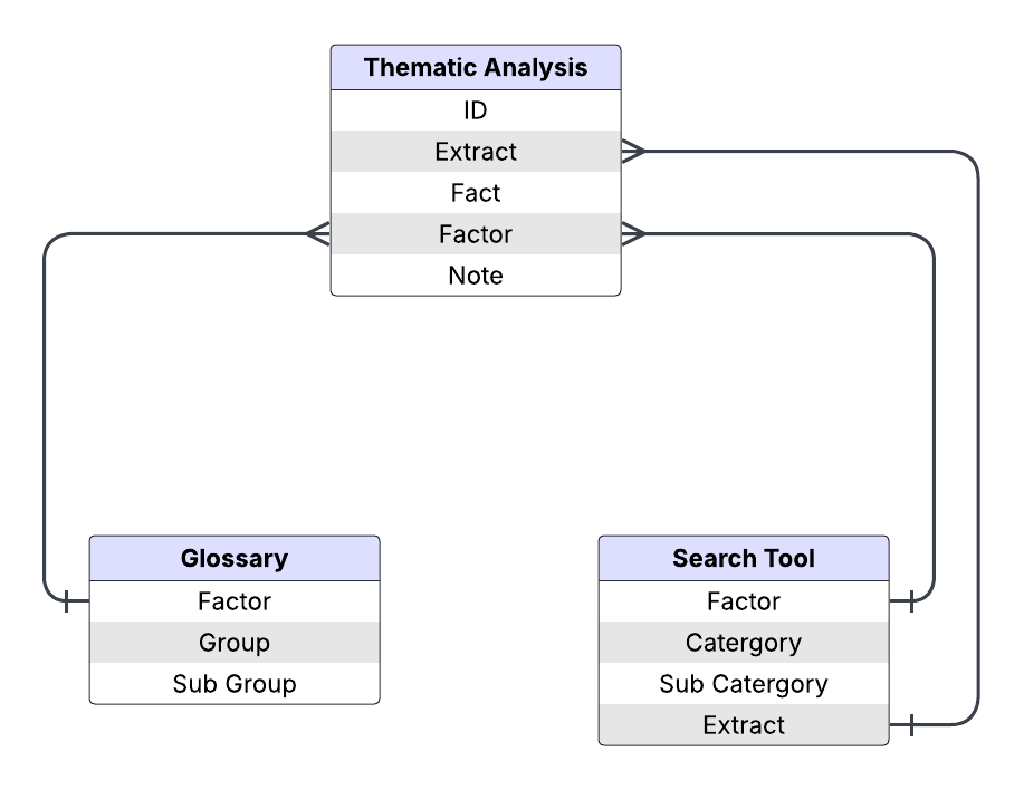 Thematic Analysis
ID
Extract
Fact
Factor
Note
Glossary
Factor
Group
Sub Group
Search Tool
Factor
Catergory
Sub Catergory
Extract